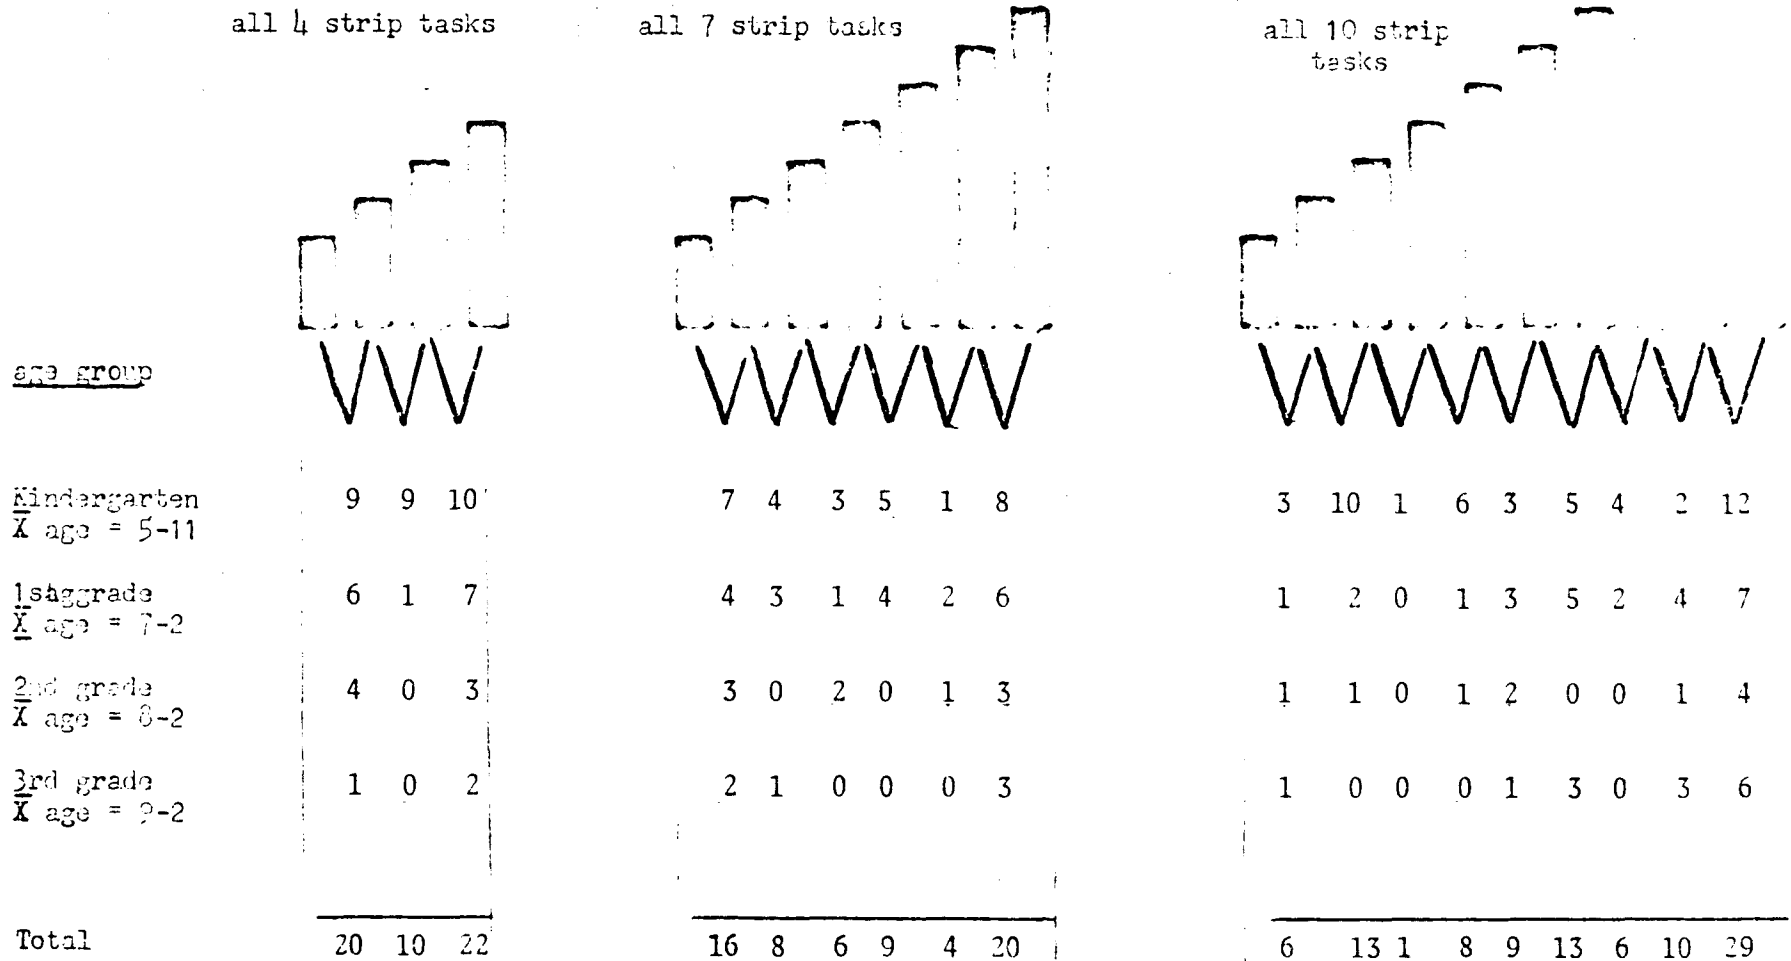 all 4 strip tasks
all 7 strip tasks
all 10 strip
tasks
age group
Kindergarten 9 9 10 7 4 3 5 1 8 3 10 1 6 3 5 4 2 12
X age = 5-11
1stggrade 6 1 7 4 3 1 4 2 6 1 2 0 1 3 5 2 4 7
X age = 7-2
2nd grade 4 0 3 3 0 2 0 1 3 1 1 0 1 2 0 0 1 4
X age = 8-2
3rd grade 1 0 2 2 1 0 0 0 3 1 0 0 0 1 3 0 3 6
X age = 9-2
Total 20 10 22 16 8 6 9 4 20 6 13 1 8 9 13 6 10 29